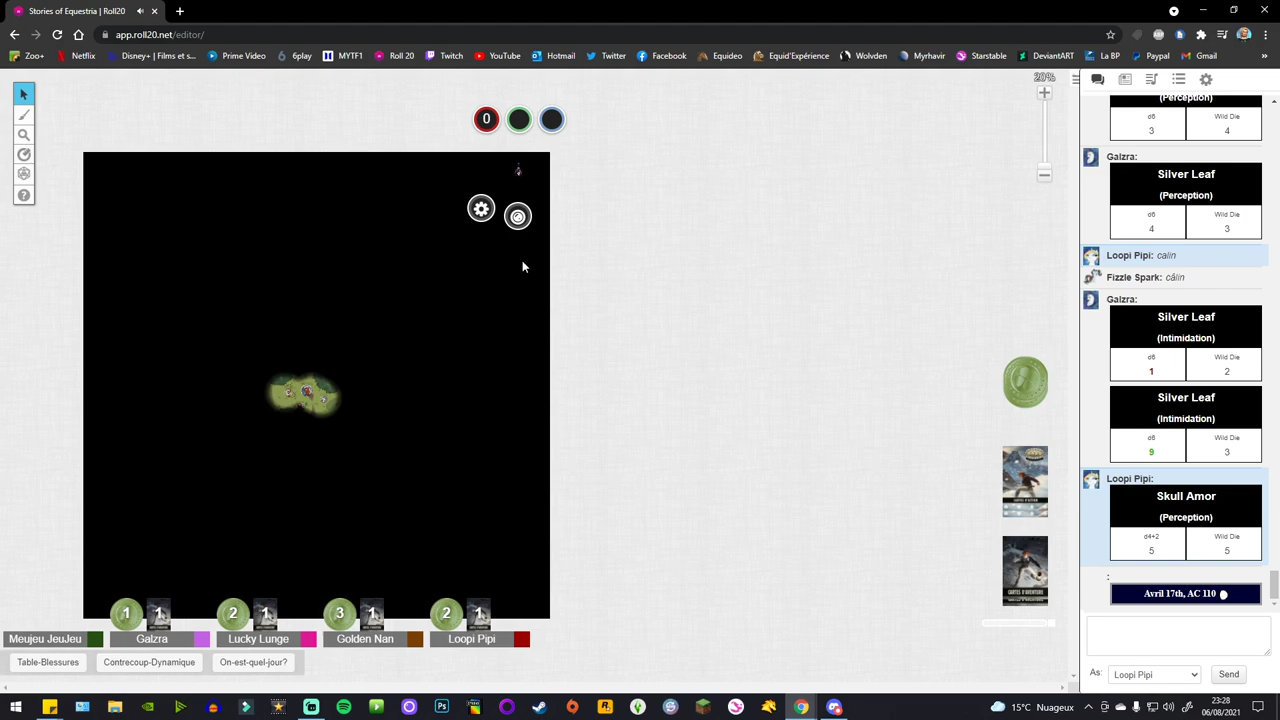 Stories of Equestria | Roll20
app.roll20.net/editor/
Zoo+
Netflix
Disney+ | Films et s...
Prime Video
6play
MYTF1
Roll 20
Twitch
YouTube
Hotmail
Twitter
Facebook
Equideo
Equid'Expérience
Wolvden
Myrhavir
Starstable
DeviantART
La BP
Paypal
Gmail
20%
0
(Perception)
d6 Wild Die
3 4
Galzra:
Silver Leaf
(Perception)
d6 Wild Die
4 3
Loopi Pipi: calin
Fizzle Spark: câlin
Galzra:
Silver Leaf
(Intimidation)
d6 Wild Die
1 2
Silver Leaf
(Intimidation)
d6 Wild Die
9 3
Loopi Pipi:
Skull Amor
(Perception)
d4+2 Wild Die
5 5
:
Avril 17th, AC 110
As: Loopi Pipi Send
1 1 2 1 3 1 2 1
Meujeu JeuJeu Galzra Lucky Lunge Golden Nan Loopi Pipi
Table-Blessures Contrecoup-Dynamique On-est-quel-jour?
15°C Nuageux
23:28
06/08/2021